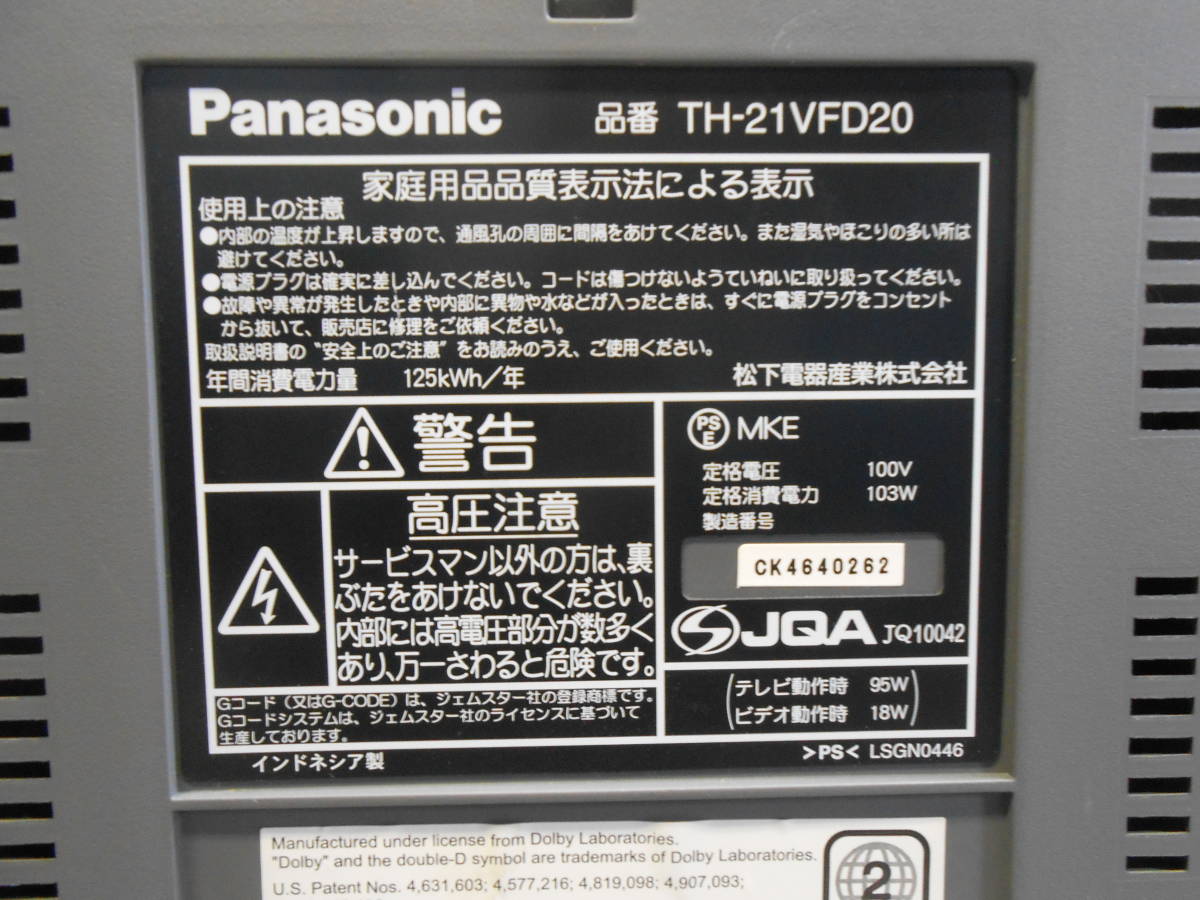 Panasonic 品番 TH-21VFD20
家庭用品品質表示法による表示
使用上の注意
●内部の温度が上昇しますので、通風孔の周囲に間隔をあけてください。また湿気やほこりの多い所は
避けてください。
●電源プラグは確実に差し込んでください。コードは傷つけないようていねいに取り扱ってください。
●故障や異常が発生したときや内部に異物や水などが入ったときは、すぐに電源プラグをコンセント
から抜いて、販売店に修理をご依頼ください。
取扱説明書の〝安全上のご注意〟をお読みのうえ、ご使用ください。
年間消費電力量 125kWh/年 松下電器産業株式会社
警告
高圧注意
サービスマン以外の方は、裏
ぶたをあけないでください。
内部には高電圧部分が数多く
あり、万一さわると危険です。
Gコード(又はG-CODE)は、ジェムスター社の登録商標です。
Gコードシステムは、ジェムスター社のライセンスに基づいて
生産しております。
PS
E MKE
定格電圧 100V
定格消費電力 103W
製造番号
CK4640262
JQA JQ10042
(テレビ動作時 95W
ビデオ動作時 18W)
インドネシア製 >PS< LSGN0446
Manufactured under license from Dolby Laboratories.
"Dolby" and the double-D symbol are trademarks of Dolby Laboratories.
U.S. Patent Nos. 4,631,603; 4,577,216; 4,819,098; 4,907,093;
2